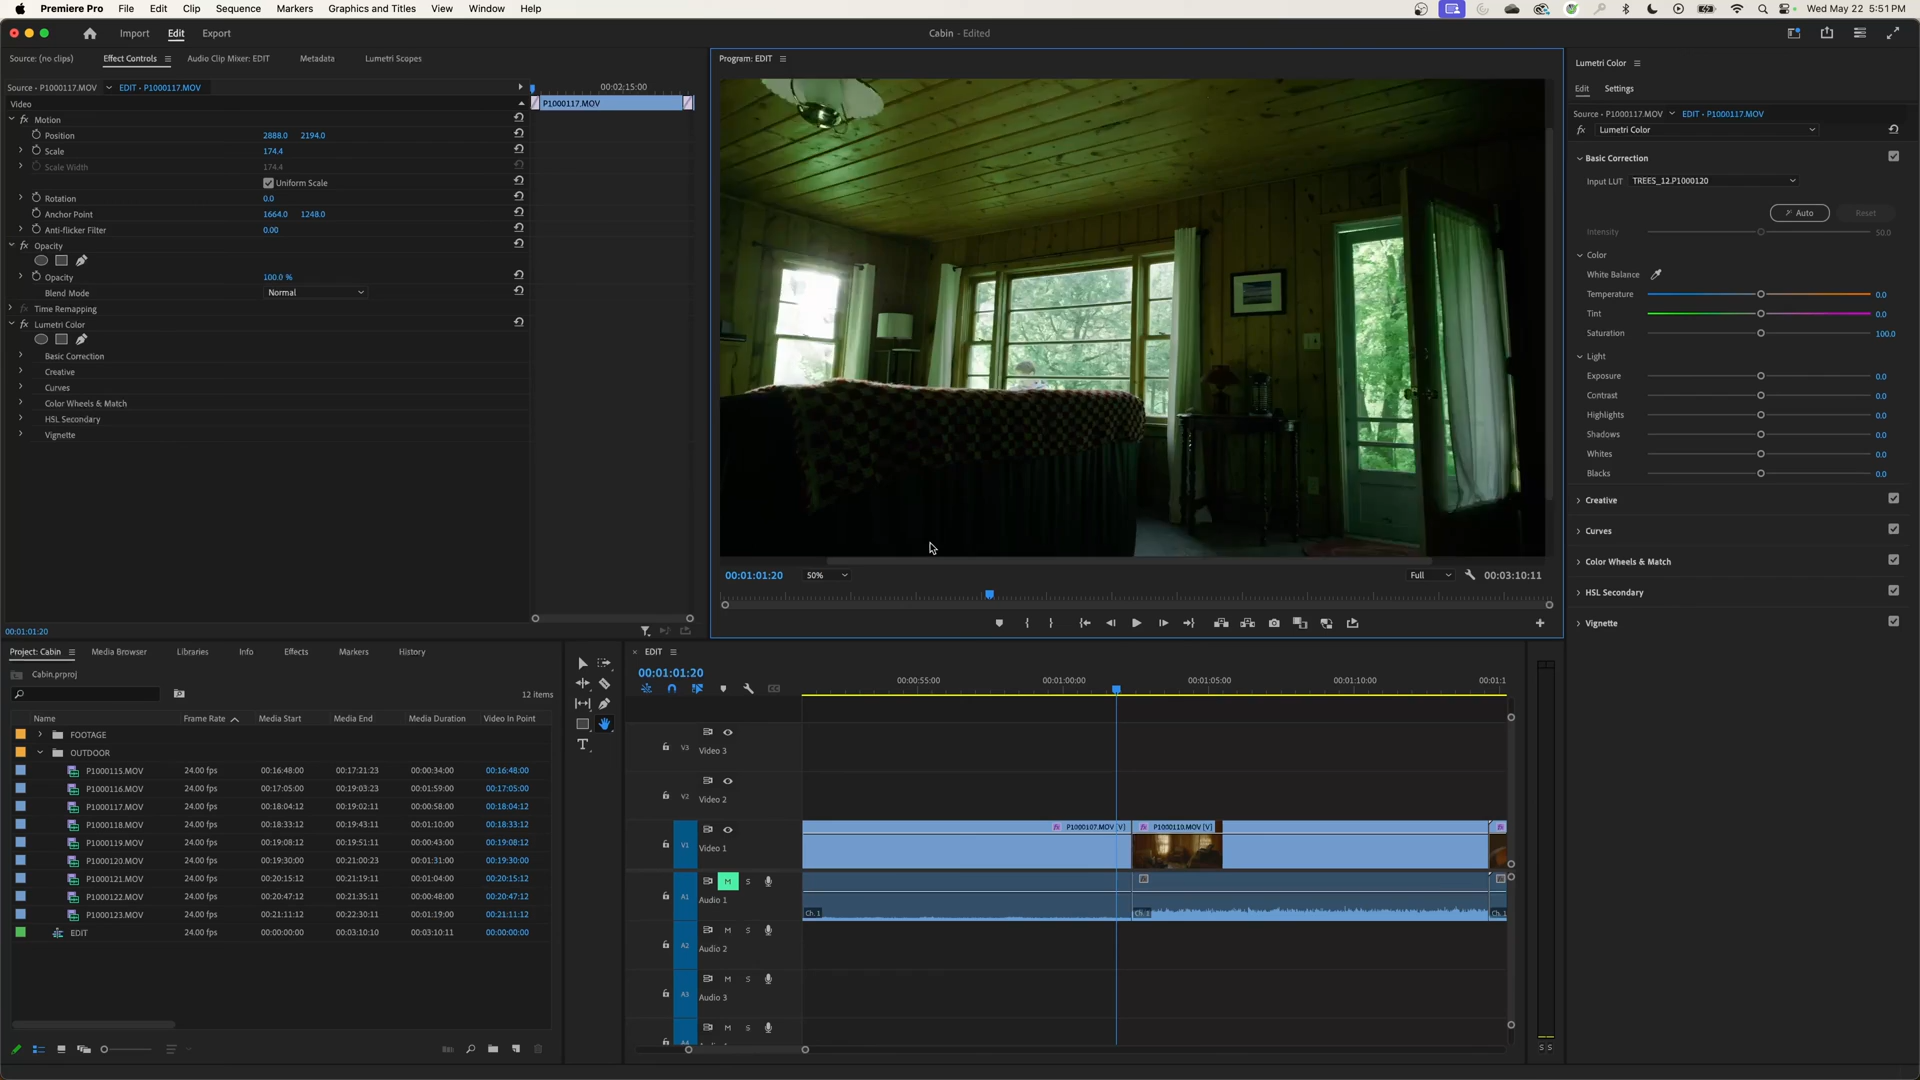 Premiere Pro File Edit Clip Sequence Markers Graphics and Titles View Window Help Wed May 22 5:51 PM
Import Edit Export Cabin - Edited
Source: (no clips) Effect Controls Audio Clip Mixer: EDIT Metadata Lumetri Scopes
Source • P1000117.MOV EDIT • P1000117.MOV 00:02:15:00
Video P1000117.MOV
fx Motion
Position 2888.0 2194.0
Scale 174.4
Scale Width 174.4
Uniform Scale
Rotation 0.0
Anchor Point 1664.0 1248.0
Anti-flicker Filter 0.00
fx Opacity
Opacity 100.0 %
Blend Mode Normal
fx Time Remapping
fx Lumetri Color
Basic Correction
Creative
Curves
Color Wheels & Match
HSL Secondary
Vignette
00:01:01:20
Program: EDIT
00:01:01:20 50% Full 00:03:10:11
Lumetri Color
Edit Settings
Source • P1000117.MOV EDIT • P1000117.MOV
fx Lumetri Color
Basic Correction
Input LUT TREES_12.P1000120
Auto Reset
Intensity 50.0
Color
White Balance
Temperature 0.0
Tint 0.0
Saturation 100.0
Light
Exposure 0.0
Contrast 0.0
Highlights 0.0
Shadows 0.0
Whites 0.0
Blacks 0.0
Creative
Curves
Color Wheels & Match
HSL Secondary
Vignette
Project: Cabin Media Browser Libraries Info Effects Markers History
Cabin.prproj
12 items
Name Frame Rate Media Start Media End Media Duration Video In Point
FOOTAGE
OUTDOOR
P1000115.MOV 24.00 fps 00:16:48:00 00:17:21:23 00:00:34:00 00:16:48:00
P1000116.MOV 24.00 fps 00:17:05:00 00:19:03:23 00:01:59:00 00:17:05:00
P1000117.MOV 24.00 fps 00:18:04:12 00:19:02:11 00:00:58:00 00:18:04:12
P1000118.MOV 24.00 fps 00:18:33:12 00:19:43:11 00:01:10:00 00:18:33:12
P1000119.MOV 24.00 fps 00:19:08:12 00:19:51:11 00:00:43:00 00:19:08:12
P1000120.MOV 24.00 fps 00:19:30:00 00:21:00:23 00:01:31:00 00:19:30:00
P1000121.MOV 24.00 fps 00:20:15:12 00:21:19:11 00:01:04:00 00:20:15:12
P1000122.MOV 24.00 fps 00:20:47:12 00:21:35:11 00:00:48:00 00:20:47:12
P1000123.MOV 24.00 fps 00:21:11:12 00:22:30:11 00:01:19:00 00:21:11:12
EDIT 24.00 fps 00:00:00:00 00:03:10:10 00:03:10:11 00:00:00:00
EDIT
00:01:01:20
00:00:55:00 00:01:00:00 00:01:05:00 00:01:10:00 00:01:1
V3 Video 3
V2 Video 2
fx P1000107.MOV [V] fx P1000110.MOV [V] fx
V1 Video 1
M S
A1 Audio 1
Ch. 1 Ch. 1 Ch. 1
M S
A2 Audio 2
M S
A3 Audio 3
M S
S S